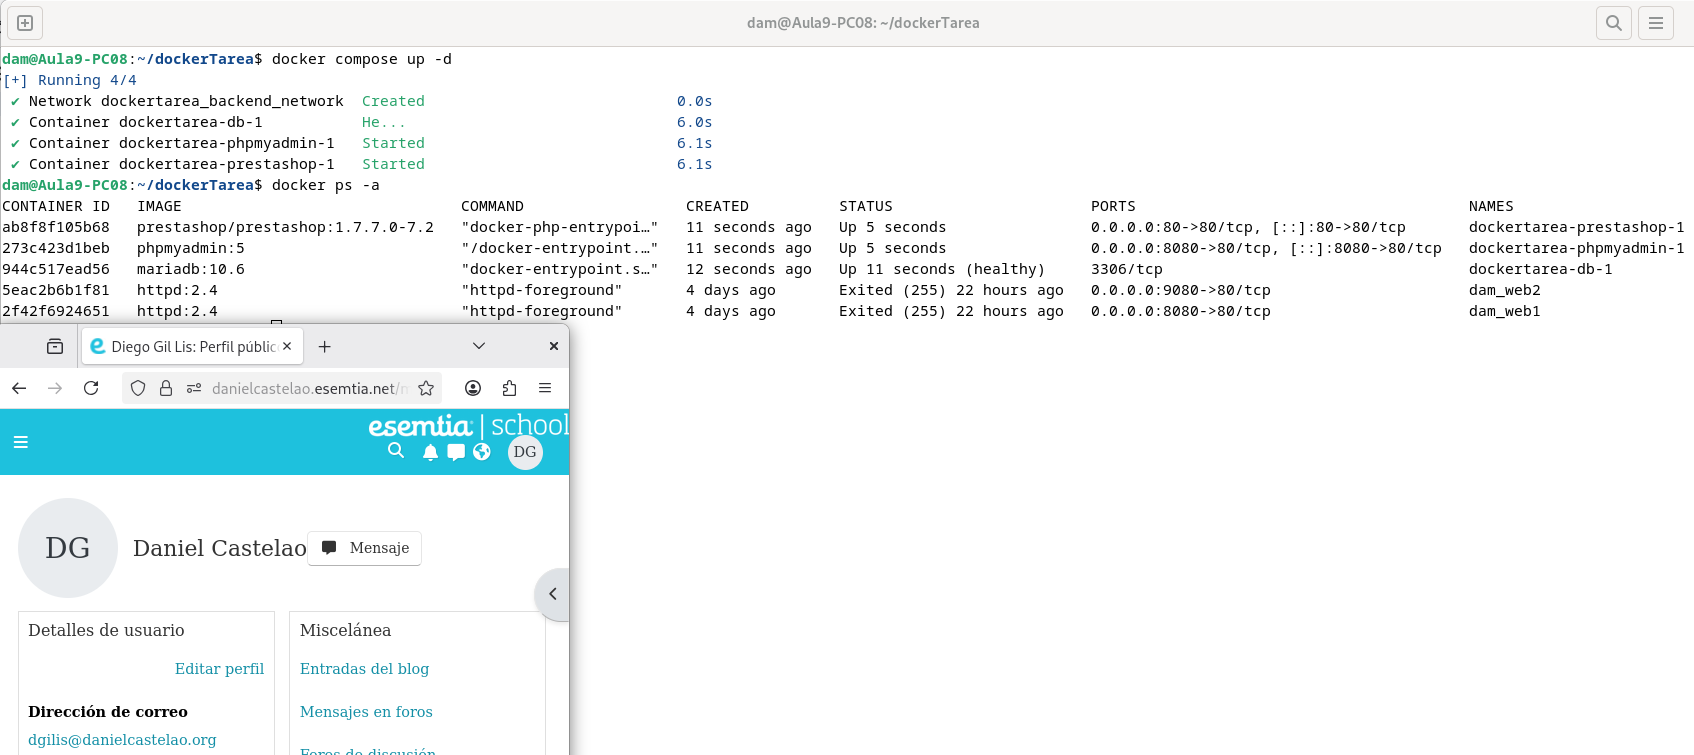 dam@Aula9-PC08: ~/dockerTarea
dam@Aula9-PC08:~/dockerTarea$ docker compose up -d
[+] Running 4/4
✔ Network dockertarea_backend_network Created 0.0s
✔ Container dockertarea-db-1 He... 6.0s
✔ Container dockertarea-phpmyadmin-1 Started 6.1s
✔ Container dockertarea-prestashop-1 Started 6.1s
dam@Aula9-PC08:~/dockerTarea$ docker ps -a
CONTAINER ID IMAGE COMMAND CREATED STATUS PORTS NAMES
ab8f8f105b68 prestashop/prestashop:1.7.7.0-7.2 "docker-php-entrypoi…" 11 seconds ago Up 5 seconds 0.0.0.0:80->80/tcp, [::]:80->80/tcp dockertarea-prestashop-1
273c423d1beb phpmyadmin:5 "/docker-entrypoint.…" 11 seconds ago Up 5 seconds 0.0.0.0:8080->80/tcp, [::]:8080->80/tcp dockertarea-phpmyadmin-1
944c517ead56 mariadb:10.6 "docker-entrypoint.s…" 12 seconds ago Up 11 seconds (healthy) 3306/tcp dockertarea-db-1
5eac2b6b1f81 httpd:2.4 "httpd-foreground" 4 days ago Exited (255) 22 hours ago 0.0.0.0:9080->80/tcp dam_web2
2f42f6924651 httpd:2.4 "httpd-foreground" 4 days ago Exited (255) 22 hours ago 0.0.0.0:8080->80/tcp dam_web1
Diego Gil Lis: Perfil públic
danielcastelao.esemtia.net/
esemtia | school
DG
DG
Daniel Castelao
Mensaje
Detalles de usuario
Editar perfil
Dirección de correo
dgilis@danielcastelao.org
Miscelánea
Entradas del blog
Mensajes en foros
Foros de discusión